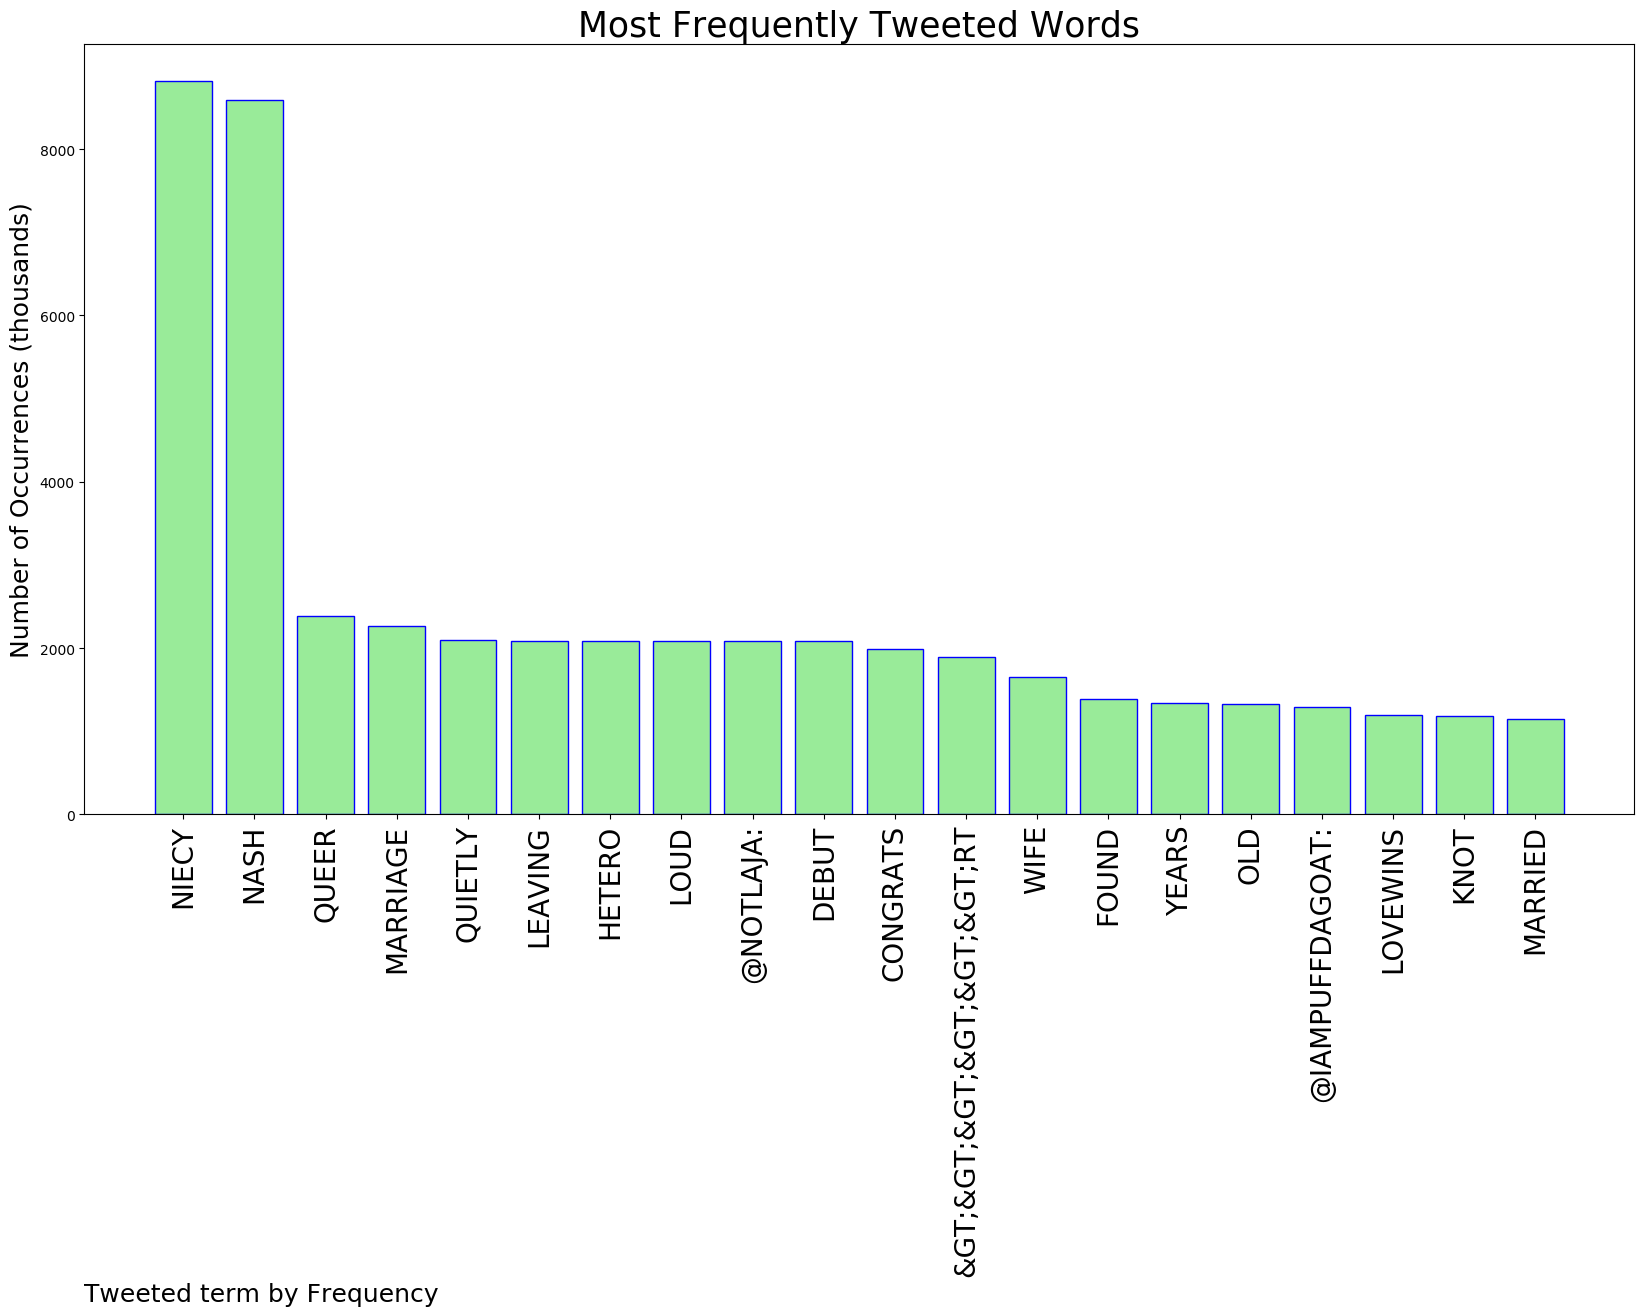 Most Frequently Tweeted Words
Number of Occurrences (thousands)
8000
6000
4000
2000
0
NIECY
NASH
QUEER
MARRIAGE
QUIETLY
LEAVING
HETERO
LOUD
@NOTLAJA:
DEBUT
CONGRATS
&GT;&GT;&GT;&GT;&GT;&GT;RT
WIFE
FOUND
YEARS
OLD
@IAMPUFFDAGOAT:
LOVEWINS
KNOT
MARRIED
Tweeted term by Frequency